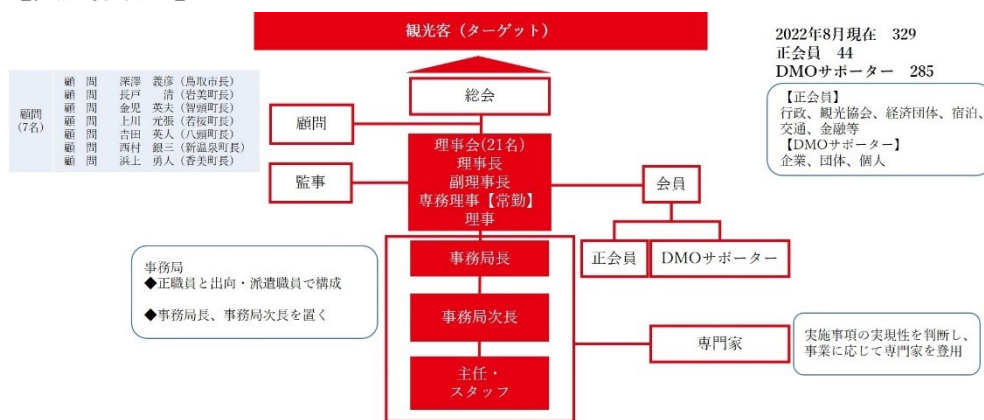 観光客（ターゲット）
2022年8月現在　329
正会員　44
DMOサポーター　285
【正会員】
行政、観光協会、経済団体、宿泊、
交通、金融等
【DMOサポーター】
企業、団体、個人
顧問
(7名)
顧　問　深澤　義彦（鳥取市長）
顧　問　長戸　清（岩美町長）
顧　問　金児　英夫（智頭町長）
顧　問　上川　元張（若桜町長）
顧　問　吉田　英人（八頭町長）
顧　問　西村　銀三（新温泉町長）
顧　問　浜上　勇人（香美町長）
総会
顧問
監事
理事会(21名)
理事長
副理事長
専務理事【常勤】
理事
会員
正会員
DMOサポーター
事務局
◆正職員と出向・派遣職員で構成
◆事務局長、事務局次長を置く
事務局長
事務局次長
主任・
スタッフ
専門家
実施事項の実現性を判断し、
事業に応じて専門家を登用